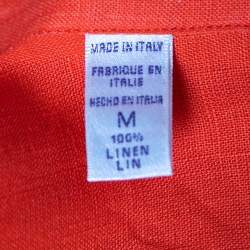 MADE IN ITALY
FABRIQUE EN
ITALIE
HECHO EN ITALIA
M
100%
LINEN
LIN